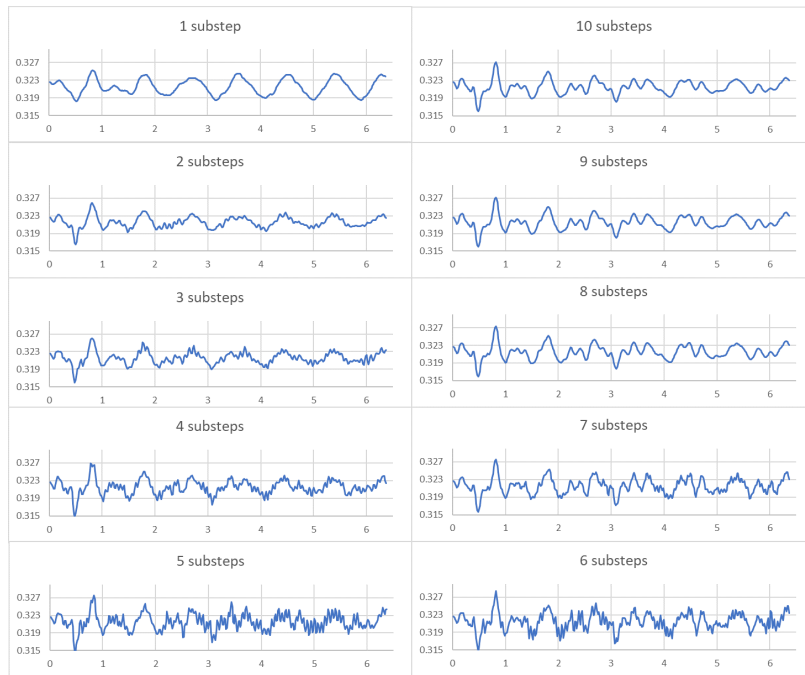 1 substep
0.327
0.323
0.319
0.315
0 1 2 3 4 5 6
2 substeps
0.327
0.323
0.319
0.315
0 1 2 3 4 5 6
3 substeps
0.327
0.323
0.319
0.315
0 1 2 3 4 5 6
4 substeps
0.327
0.323
0.319
0.315
0 1 2 3 4 5 6
5 substeps
0.327
0.323
0.319
0.315
0 1 2 3 4 5 6
10 substeps
0.327
0.323
0.319
0.315
0 1 2 3 4 5 6
9 substeps
0.327
0.323
0.319
0.315
0 1 2 3 4 5 6
8 substeps
0.327
0.323
0.319
0.315
0 1 2 3 4 5 6
7 substeps
0.327
0.323
0.319
0.315
0 1 2 3 4 5 6
6 substeps
0.327
0.323
0.319
0.315
0 1 2 3 4 5 6